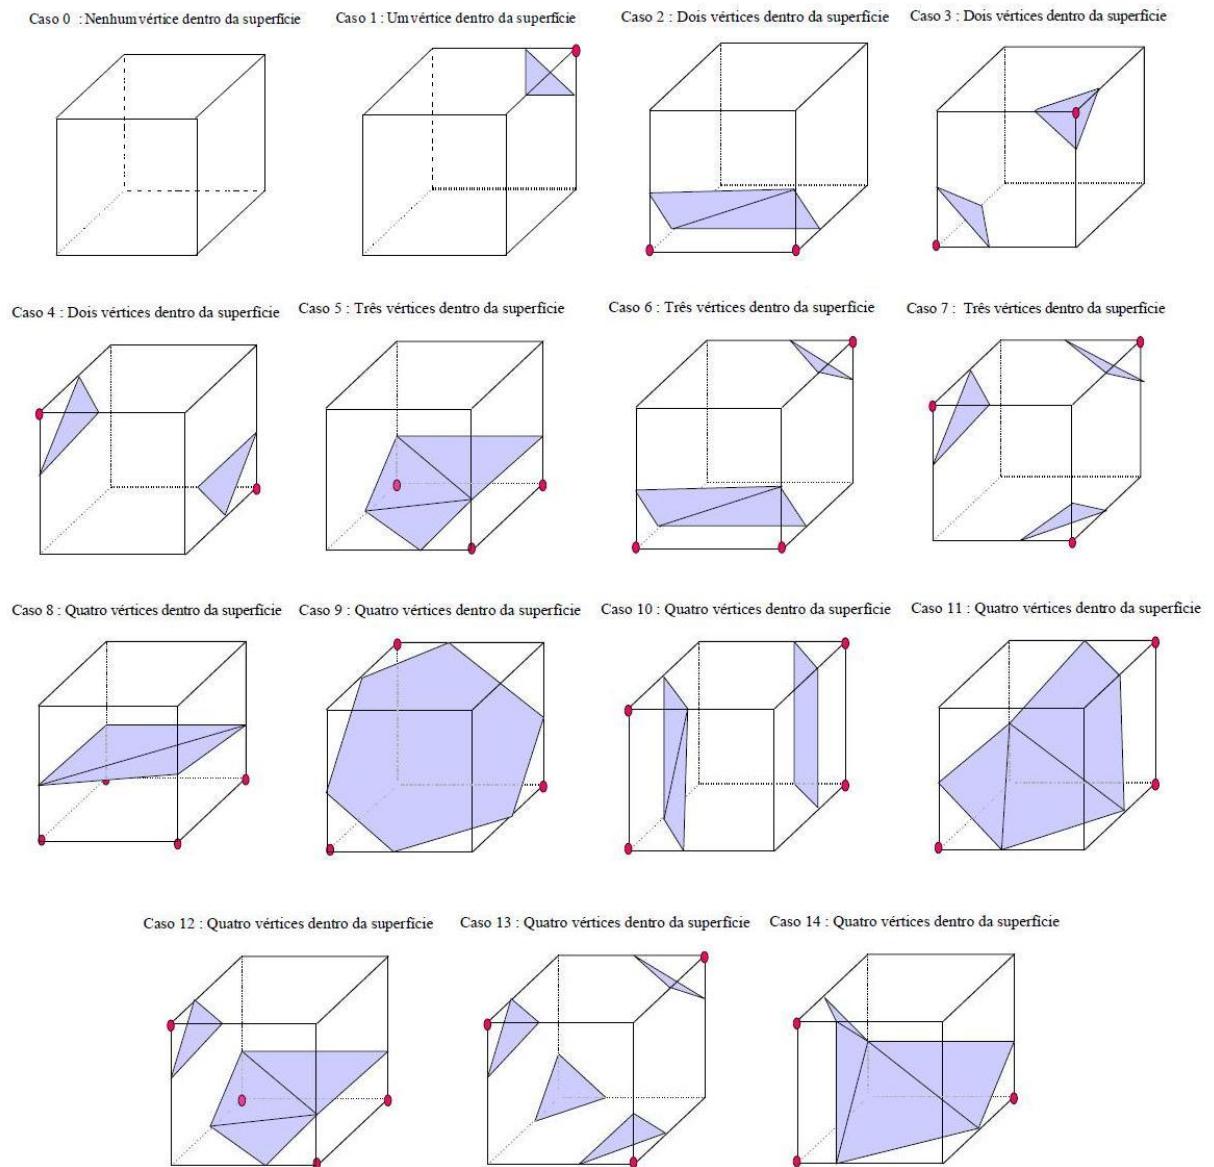 Caso 0 : Nenhum vértice dentro da superfície
Caso 1 : Um vértice dentro da superfície
Caso 2 : Dois vértices dentro da superfície
Caso 3 : Dois vértices dentro da superfície
Caso 4 : Dois vértices dentro da superfície
Caso 5 : Três vértices dentro da superfície
Caso 6 : Três vértices dentro da superfície
Caso 7 : Três vértices dentro da superfície
Caso 8 : Quatro vértices dentro da superfície
Caso 9 : Quatro vértices dentro da superfície
Caso 10 : Quatro vértices dentro da superfície
Caso 11 : Quatro vértices dentro da superfície
Caso 12 : Quatro vértices dentro da superfície
Caso 13 : Quatro vértices dentro da superfície
Caso 14 : Quatro vértices dentro da superfície